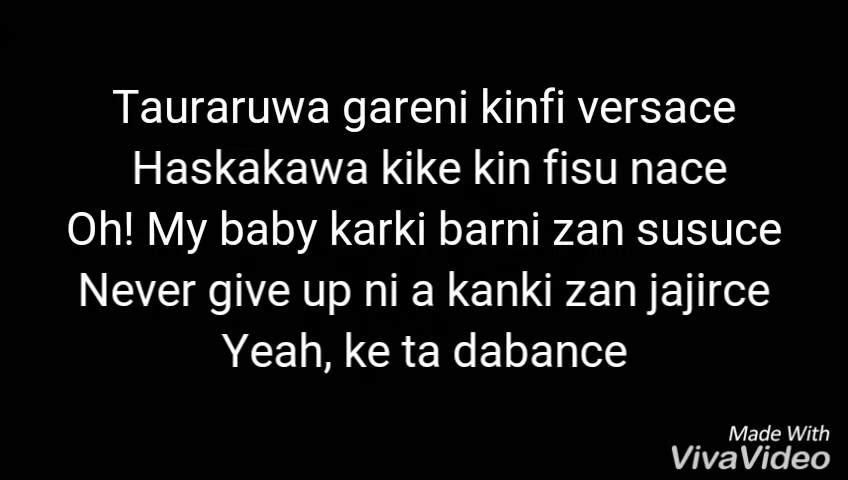 Tauraruwa gareni kinfi versace
Haskakawa kike kin fisu nace
Oh! My baby karki barni zan susuce
Never give up ni a kanki zan jajirce
Yeah, ke ta dabance
Made With
VivaVideo